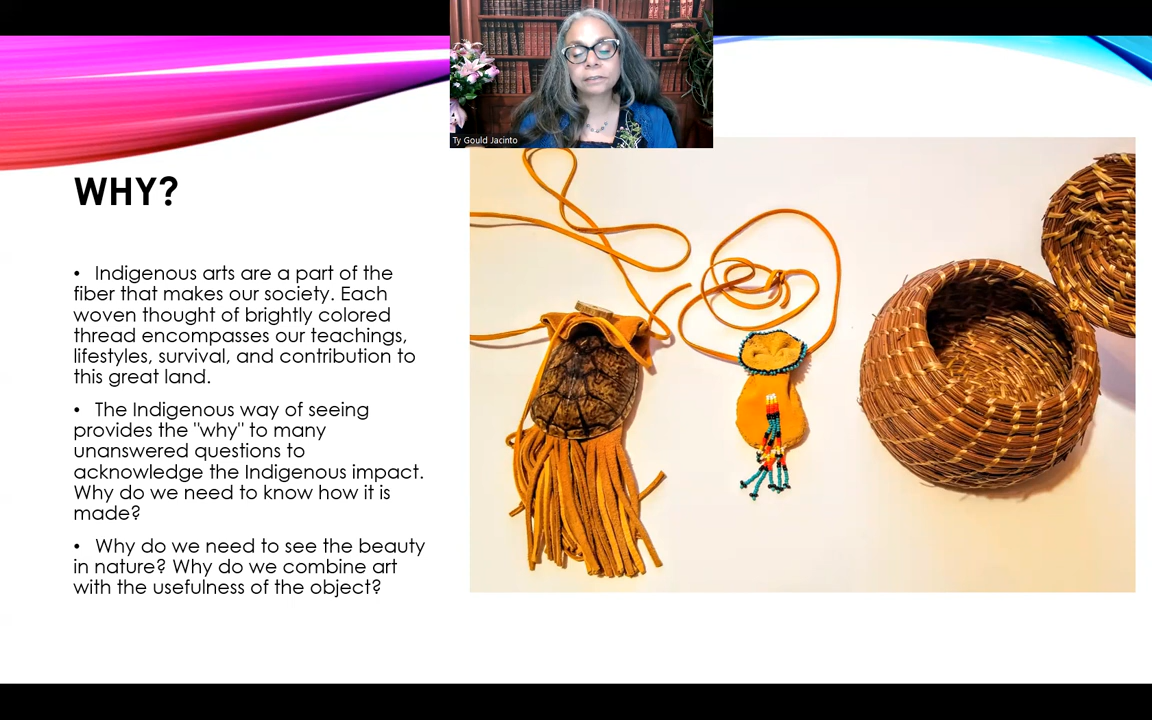 Ty Gould Jacinto
WHY?
• Indigenous arts are a part of the
fiber that makes our society. Each
woven thought of brightly colored
thread encompasses our teachings,
lifestyles, survival, and contribution to
this great land.
• The Indigenous way of seeing
provides the "why" to many
unanswered questions to
acknowledge the Indigenous impact.
Why do we need to know how it is
made?
• Why do we need to see the beauty
in nature? Why do we combine art
with the usefulness of the object?